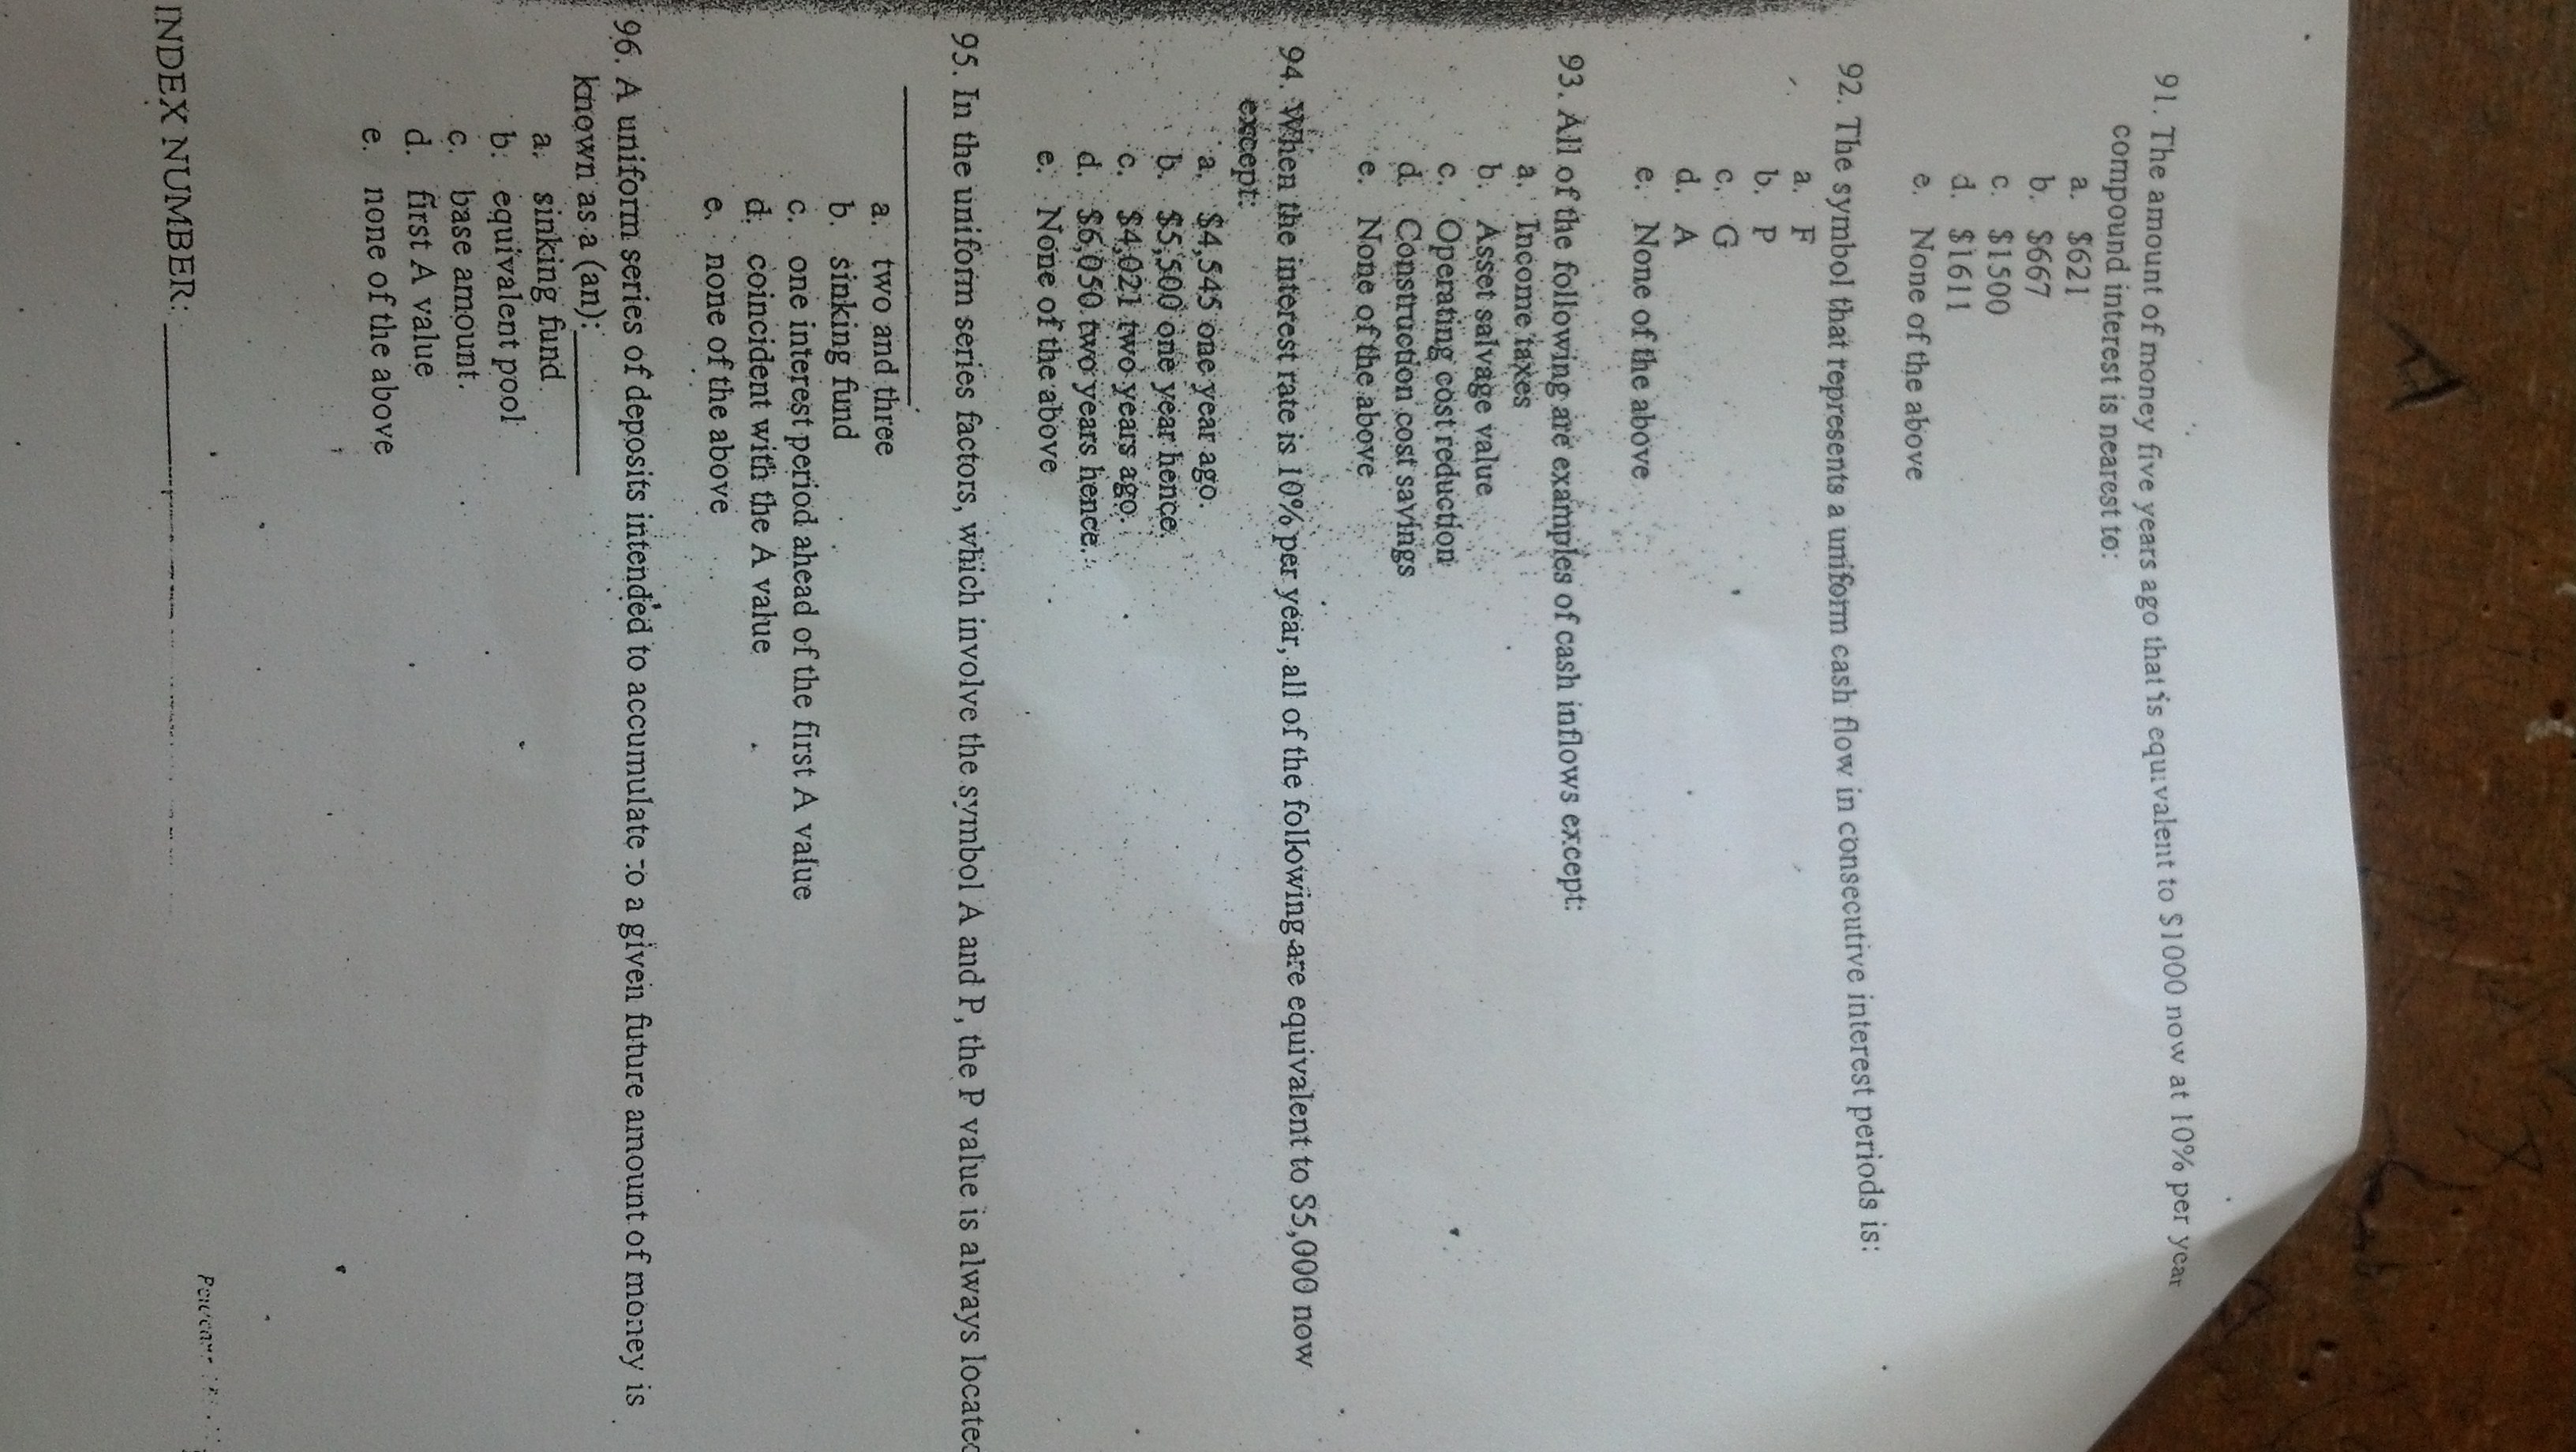 A
91. The amount of money five years ago that is equivalent to $1000 now at 10% per year
compound interest is nearest to:
a. $621
b. $667
c. $1500
d. $1611
e. None of the above
92. The symbol that represents a uniform cash flow in consecutive interest periods is:
a. F
b. P
c. G
d. A
e. None of the above
93. All of the following are examples of cash inflows except:
a. Income taxes
b. Asset salvage value
c. Operating cost reduction
d. Construction cost savings
e. None of the above
94. When the interest rate is 10% per year, all of the following are equivalent to $5,000 now
except:
a. $4,545 one year ago.
b. $5,500 one year hence.
c. $4,021 two years ago.
d. $6,050 two years hence.
e. None of the above
95. In the uniform series factors, which involve the symbol A and P, the P value is always located
a. two and three
b. sinking fund
c. one interest period ahead of the first A value
d. coincident with the A value
e. none of the above
96. A uniform series of deposits intended to accumulate to a given future amount of money is
known as a (an):
a. sinking fund.
b. equivalent pool
c. base amount.
d. first A value
e. none of the above
INDEX NUMBER: